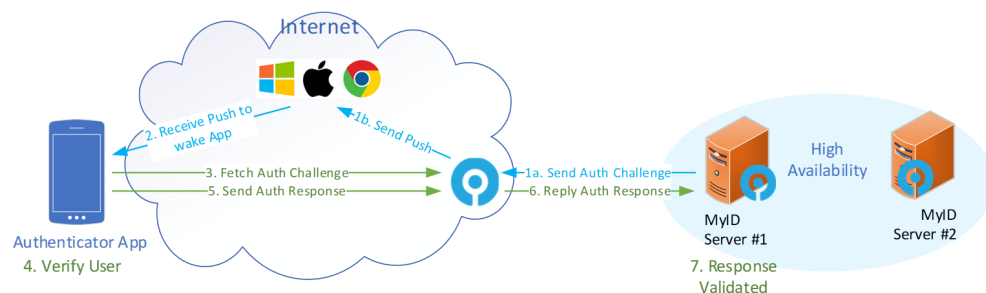 Internet
2. Receive Push to
wake App
1b. Send Push
3. Fetch Auth Challenge
5. Send Auth Response
1a. Send Auth Challenge
6. Reply Auth Response
High
Availability
MyID
Server #1
MyID
Server #2
Authenticator App
4. Verify User
7. Response
Validated